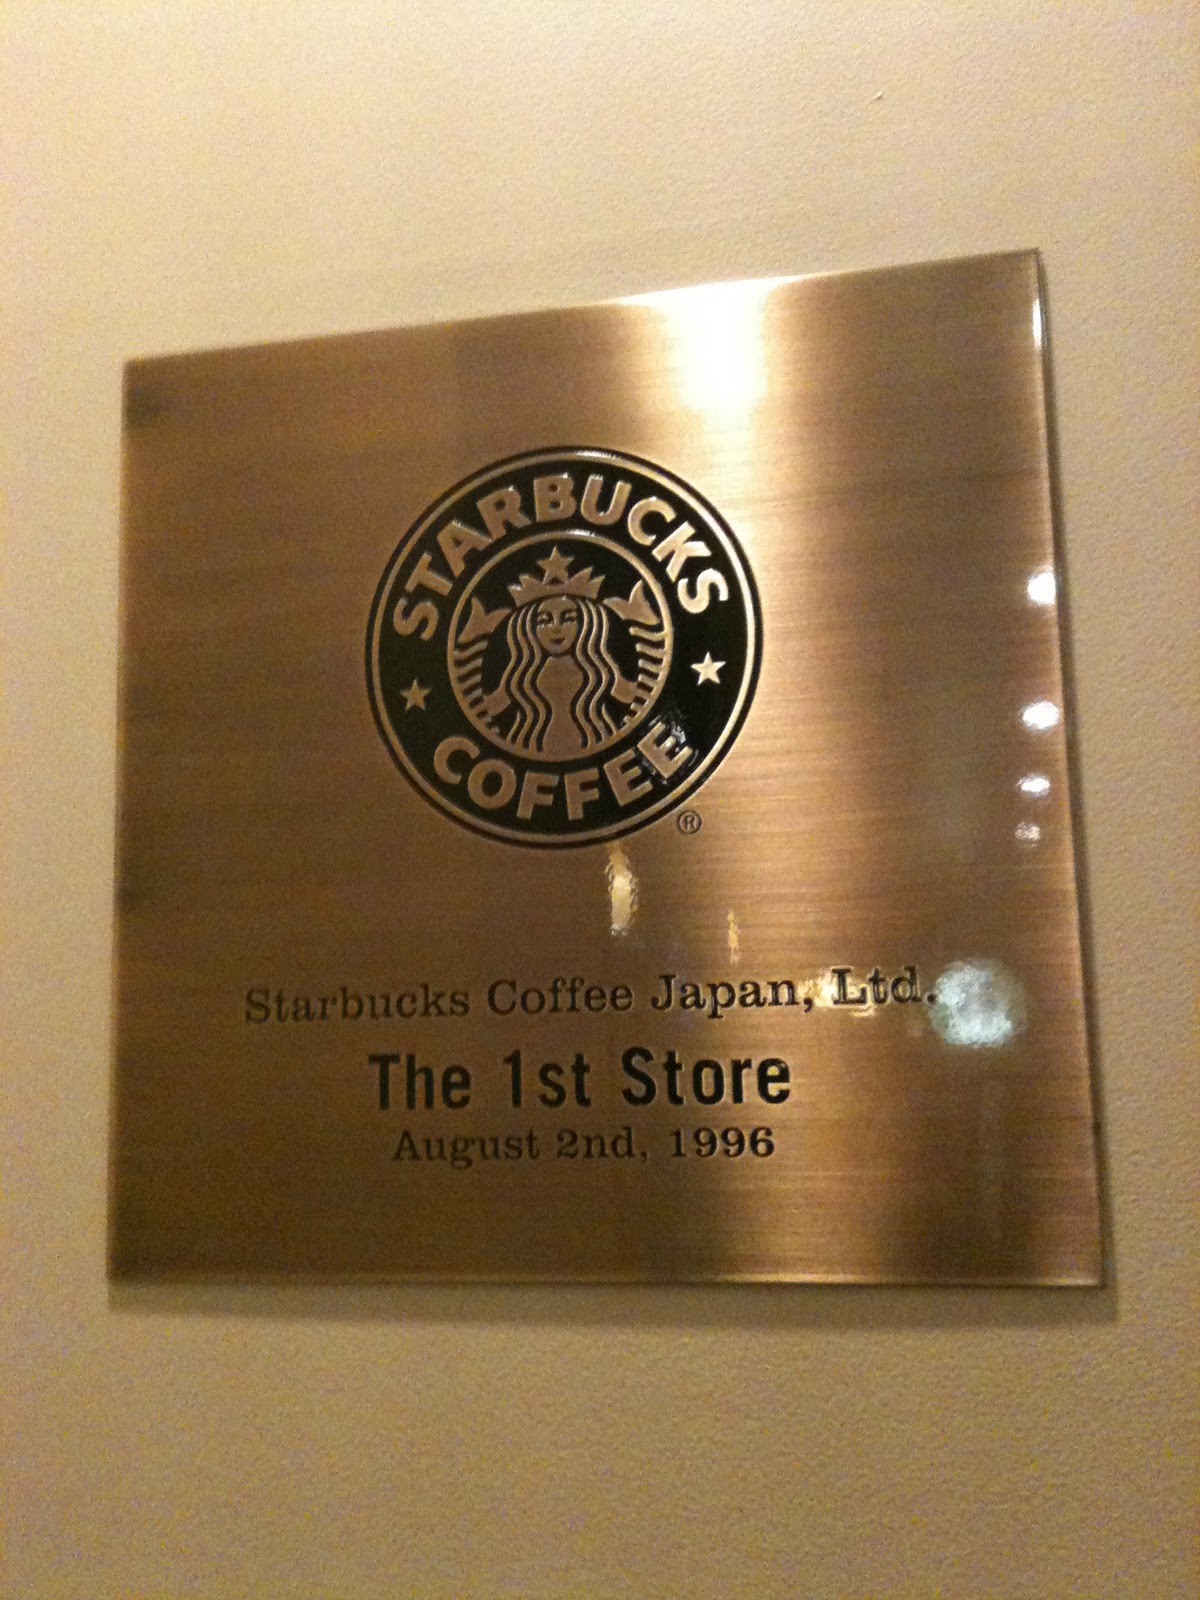 STARBUCKS
COFFEE
®
Starbucks Coffee Japan, Ltd.
The 1st Store
August 2nd, 1996